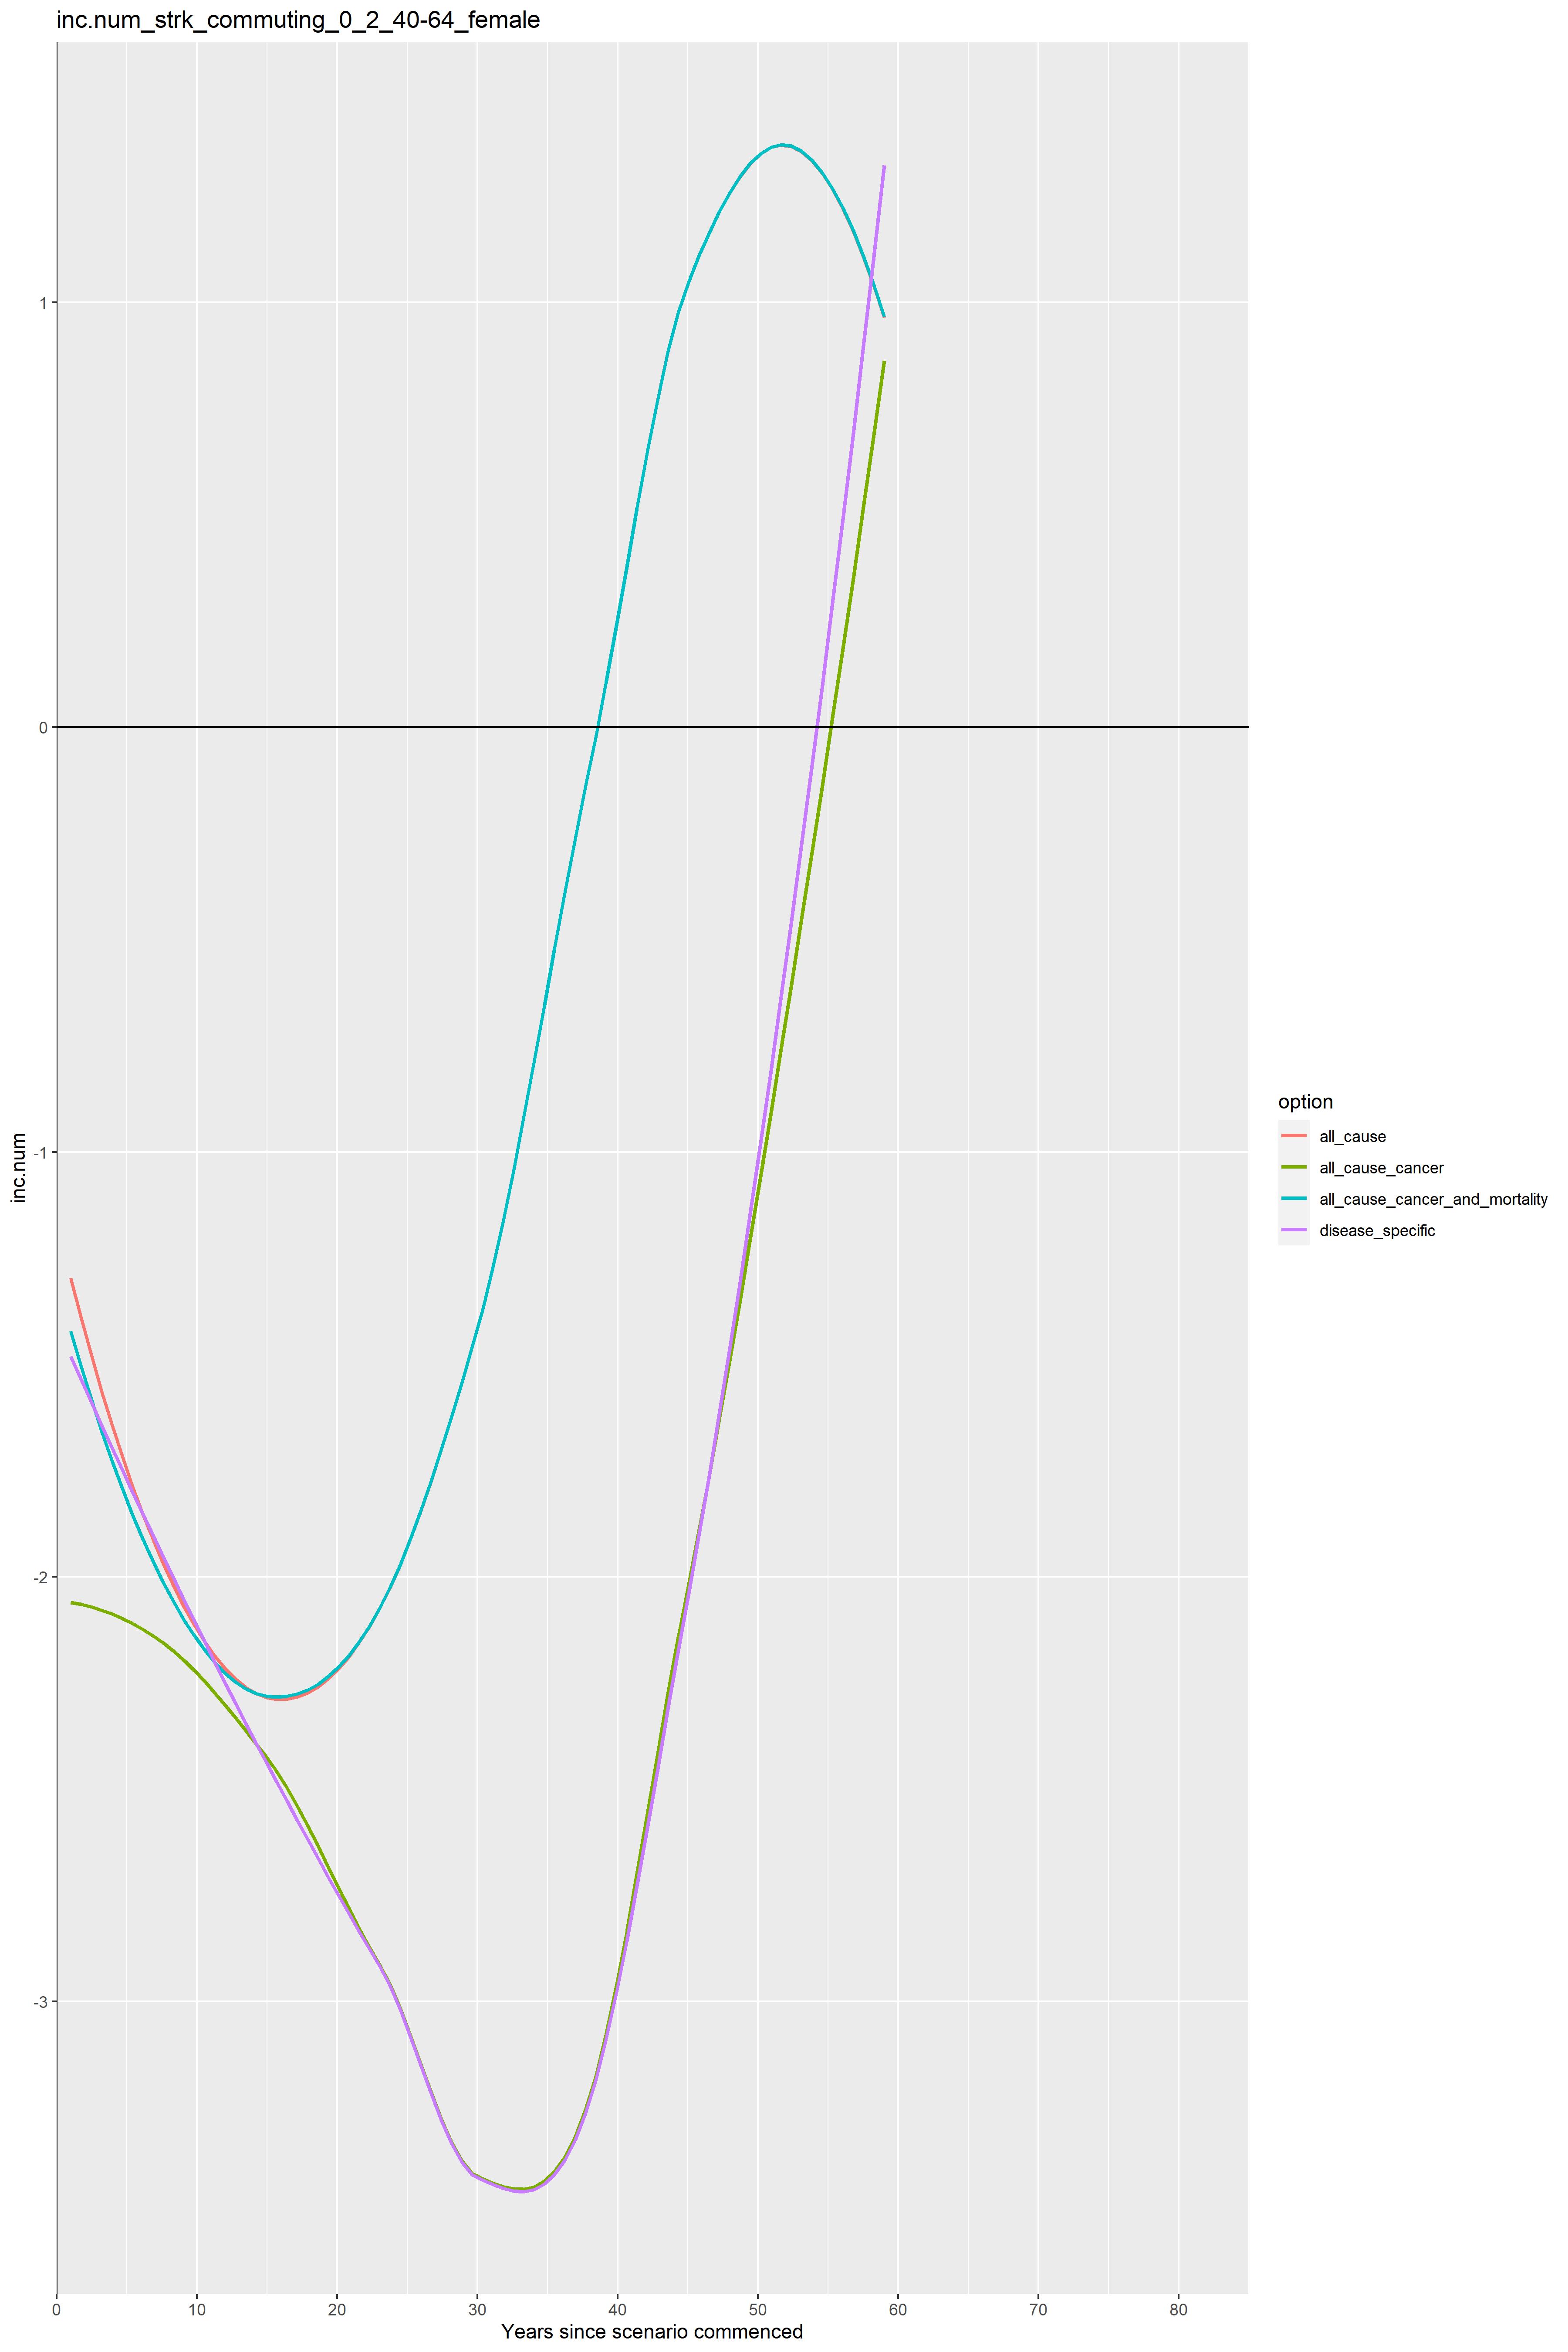 inc.num_strk_commuting_0_2_40-64_female
1
0
-1
-2
-3
inc.num
0 10 20 30 40 50 60 70 80
Years since scenario commenced
option
all_cause
all_cause_cancer
all_cause_cancer_and_mortality
disease_specific